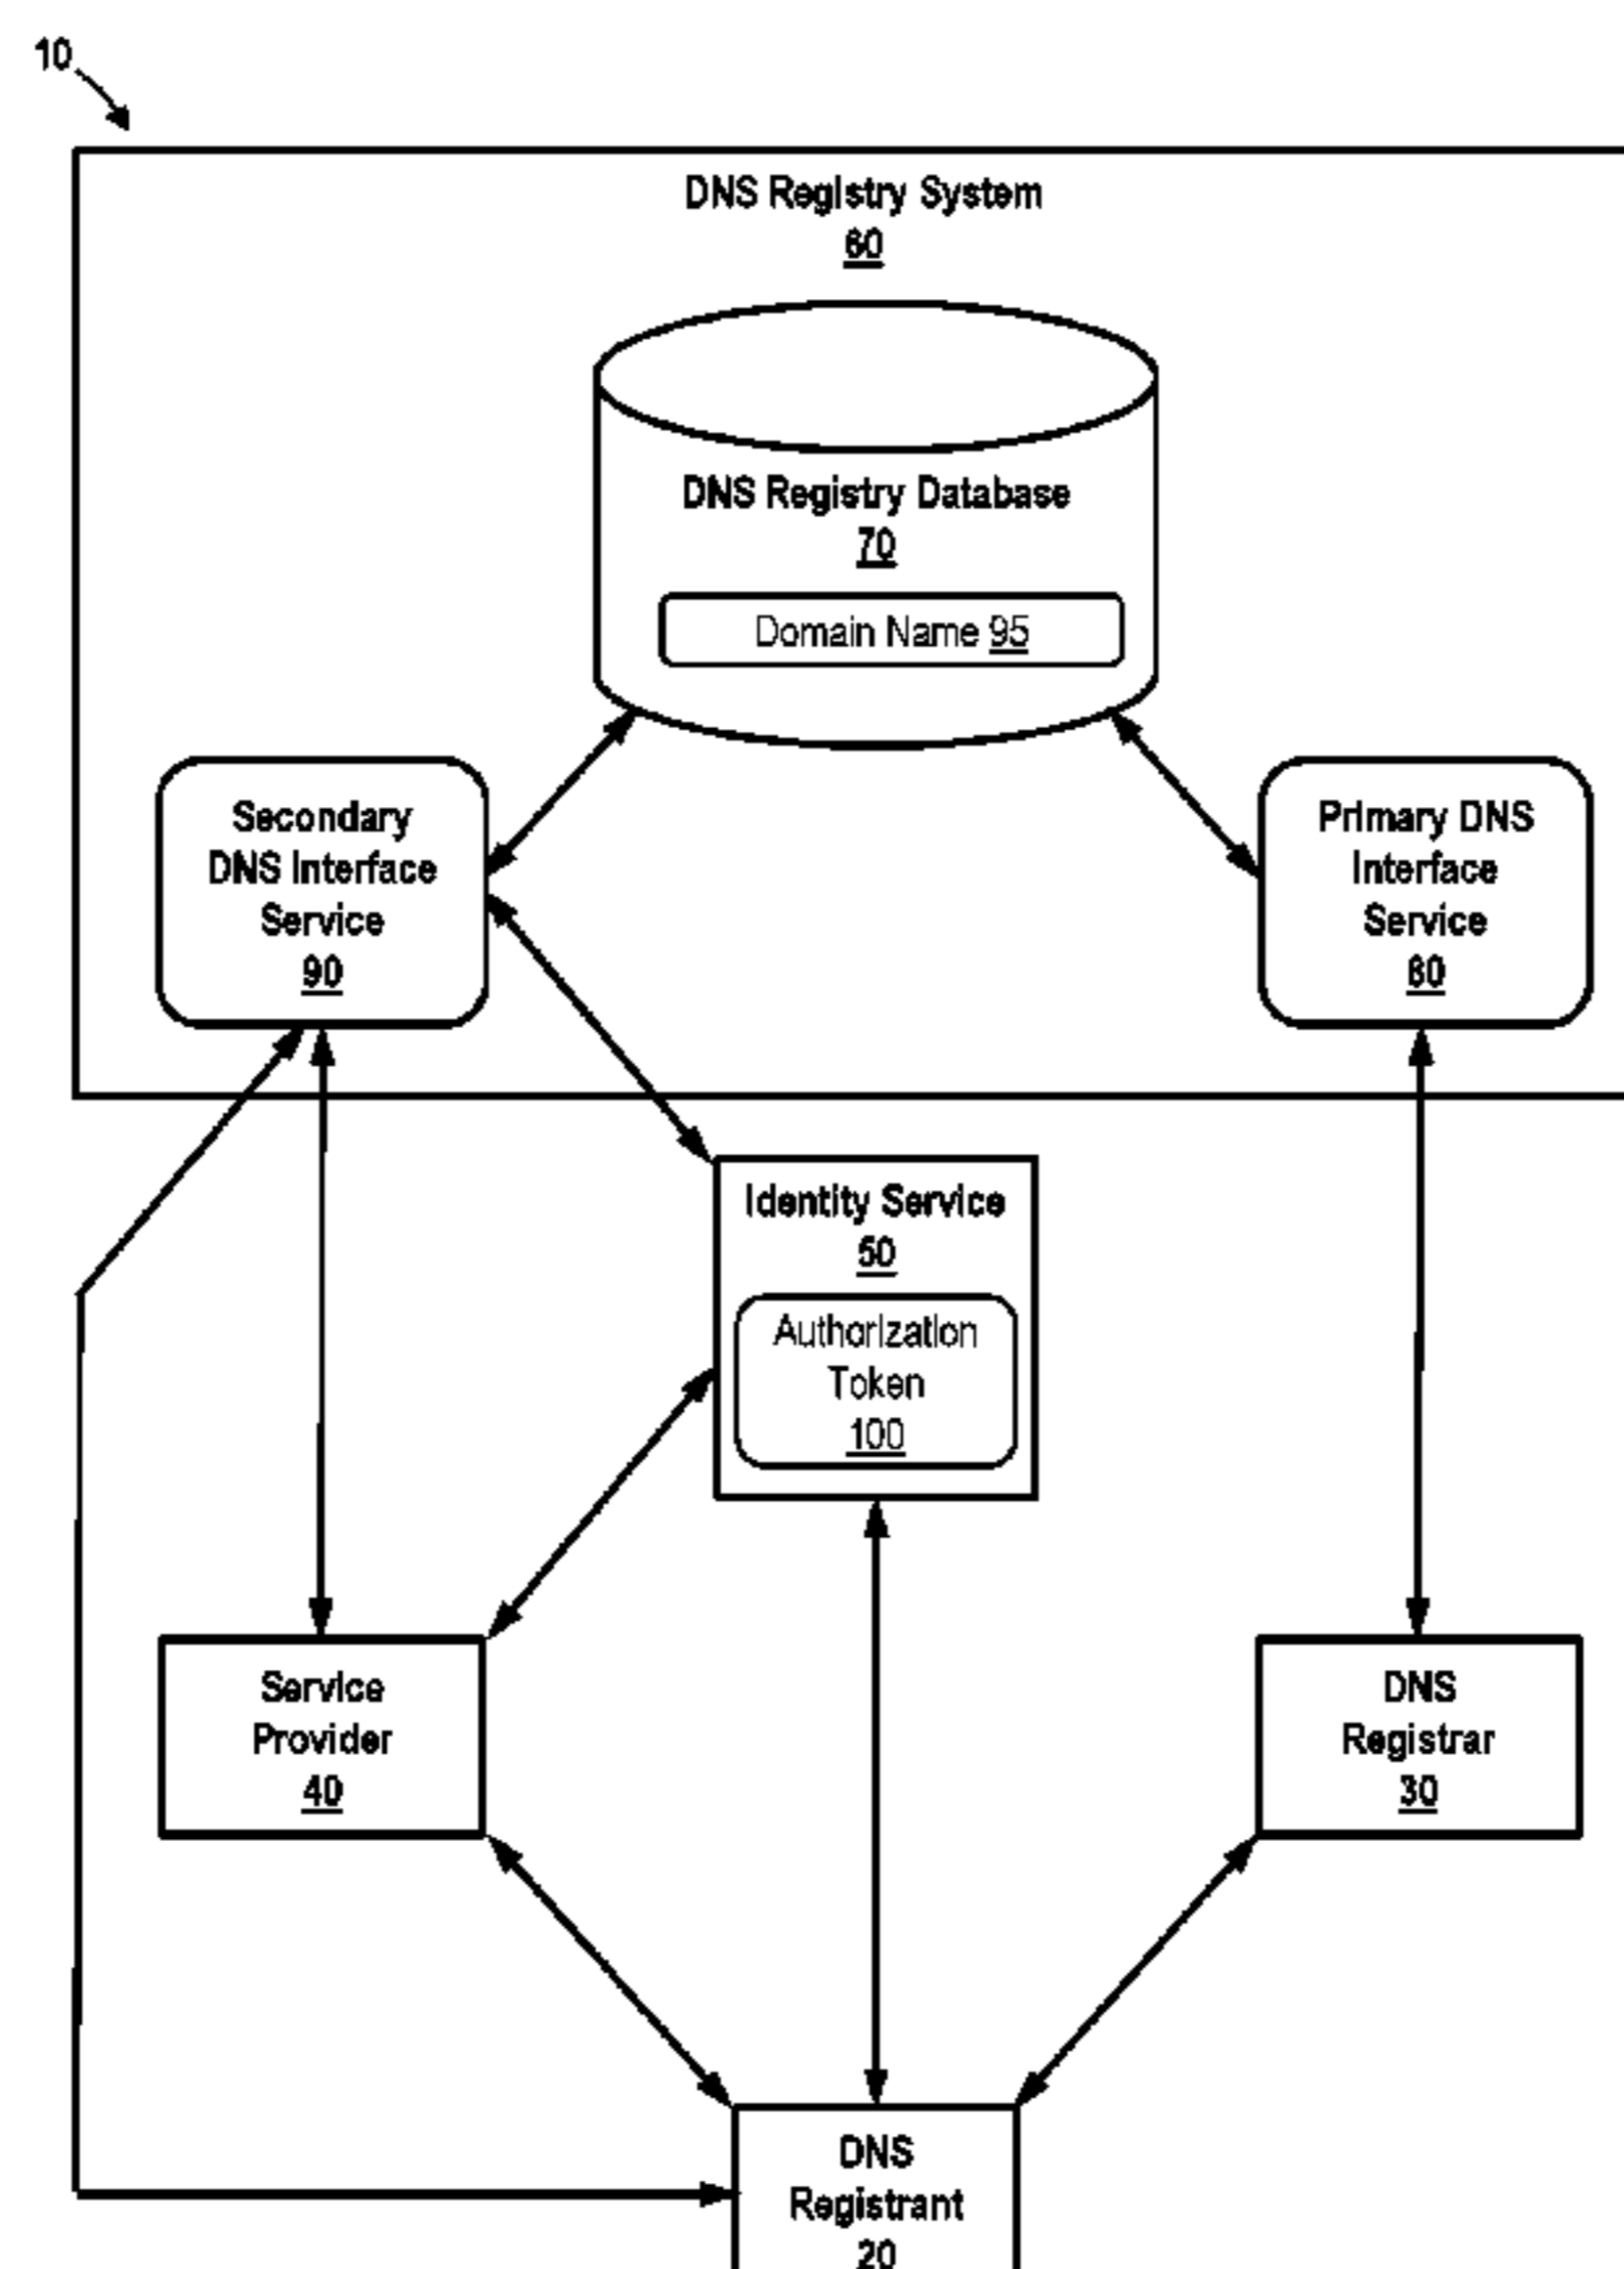 10
DNS Registry System
60
DNS Registry Database
70
Domain Name 95
Secondary
DNS Interface
Service
90
Primary DNS
Interface
Service
80
Identity Service
50
Authorization
Token
100
Service
Provider
40
DNS
Registrar
30
DNS
Registrant
20